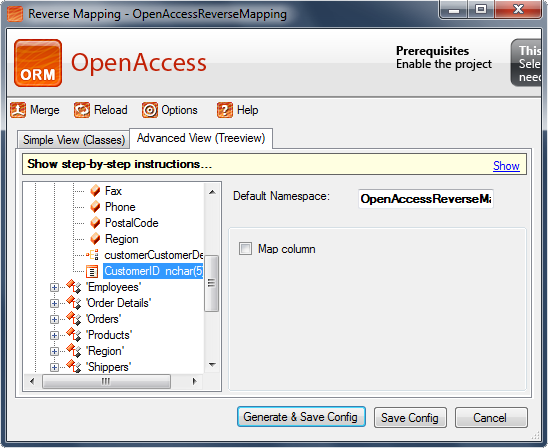 Reverse Mapping - OpenAccessReverseMapping
ORM
OpenAccess
Prerequisites
Enable the project
This
Sele
need
Merge
Reload
Options
Help
Simple View (Classes)
Advanced View (Treeview)
Show step-by-step instructions...
Show
Fax
Phone
PostalCode
Region
customerCustomerDe
CustomerID nchar(5)
'Employees'
'Order Details'
'Orders'
'Products'
'Region'
'Shippers'
Default Namespace:
OpenAccessReverseMa
Map column
Generate & Save Config
Save Config
Cancel